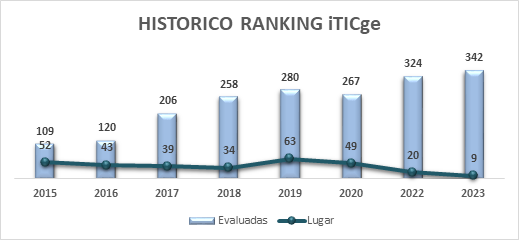 HISTORICO RANKING iTICge
109 120 206 258 280 267 324 342
52 43 39 34 63 49 20 9
2015 2016 2017 2018 2019 2020 2022 2023
Evaluadas Lugar